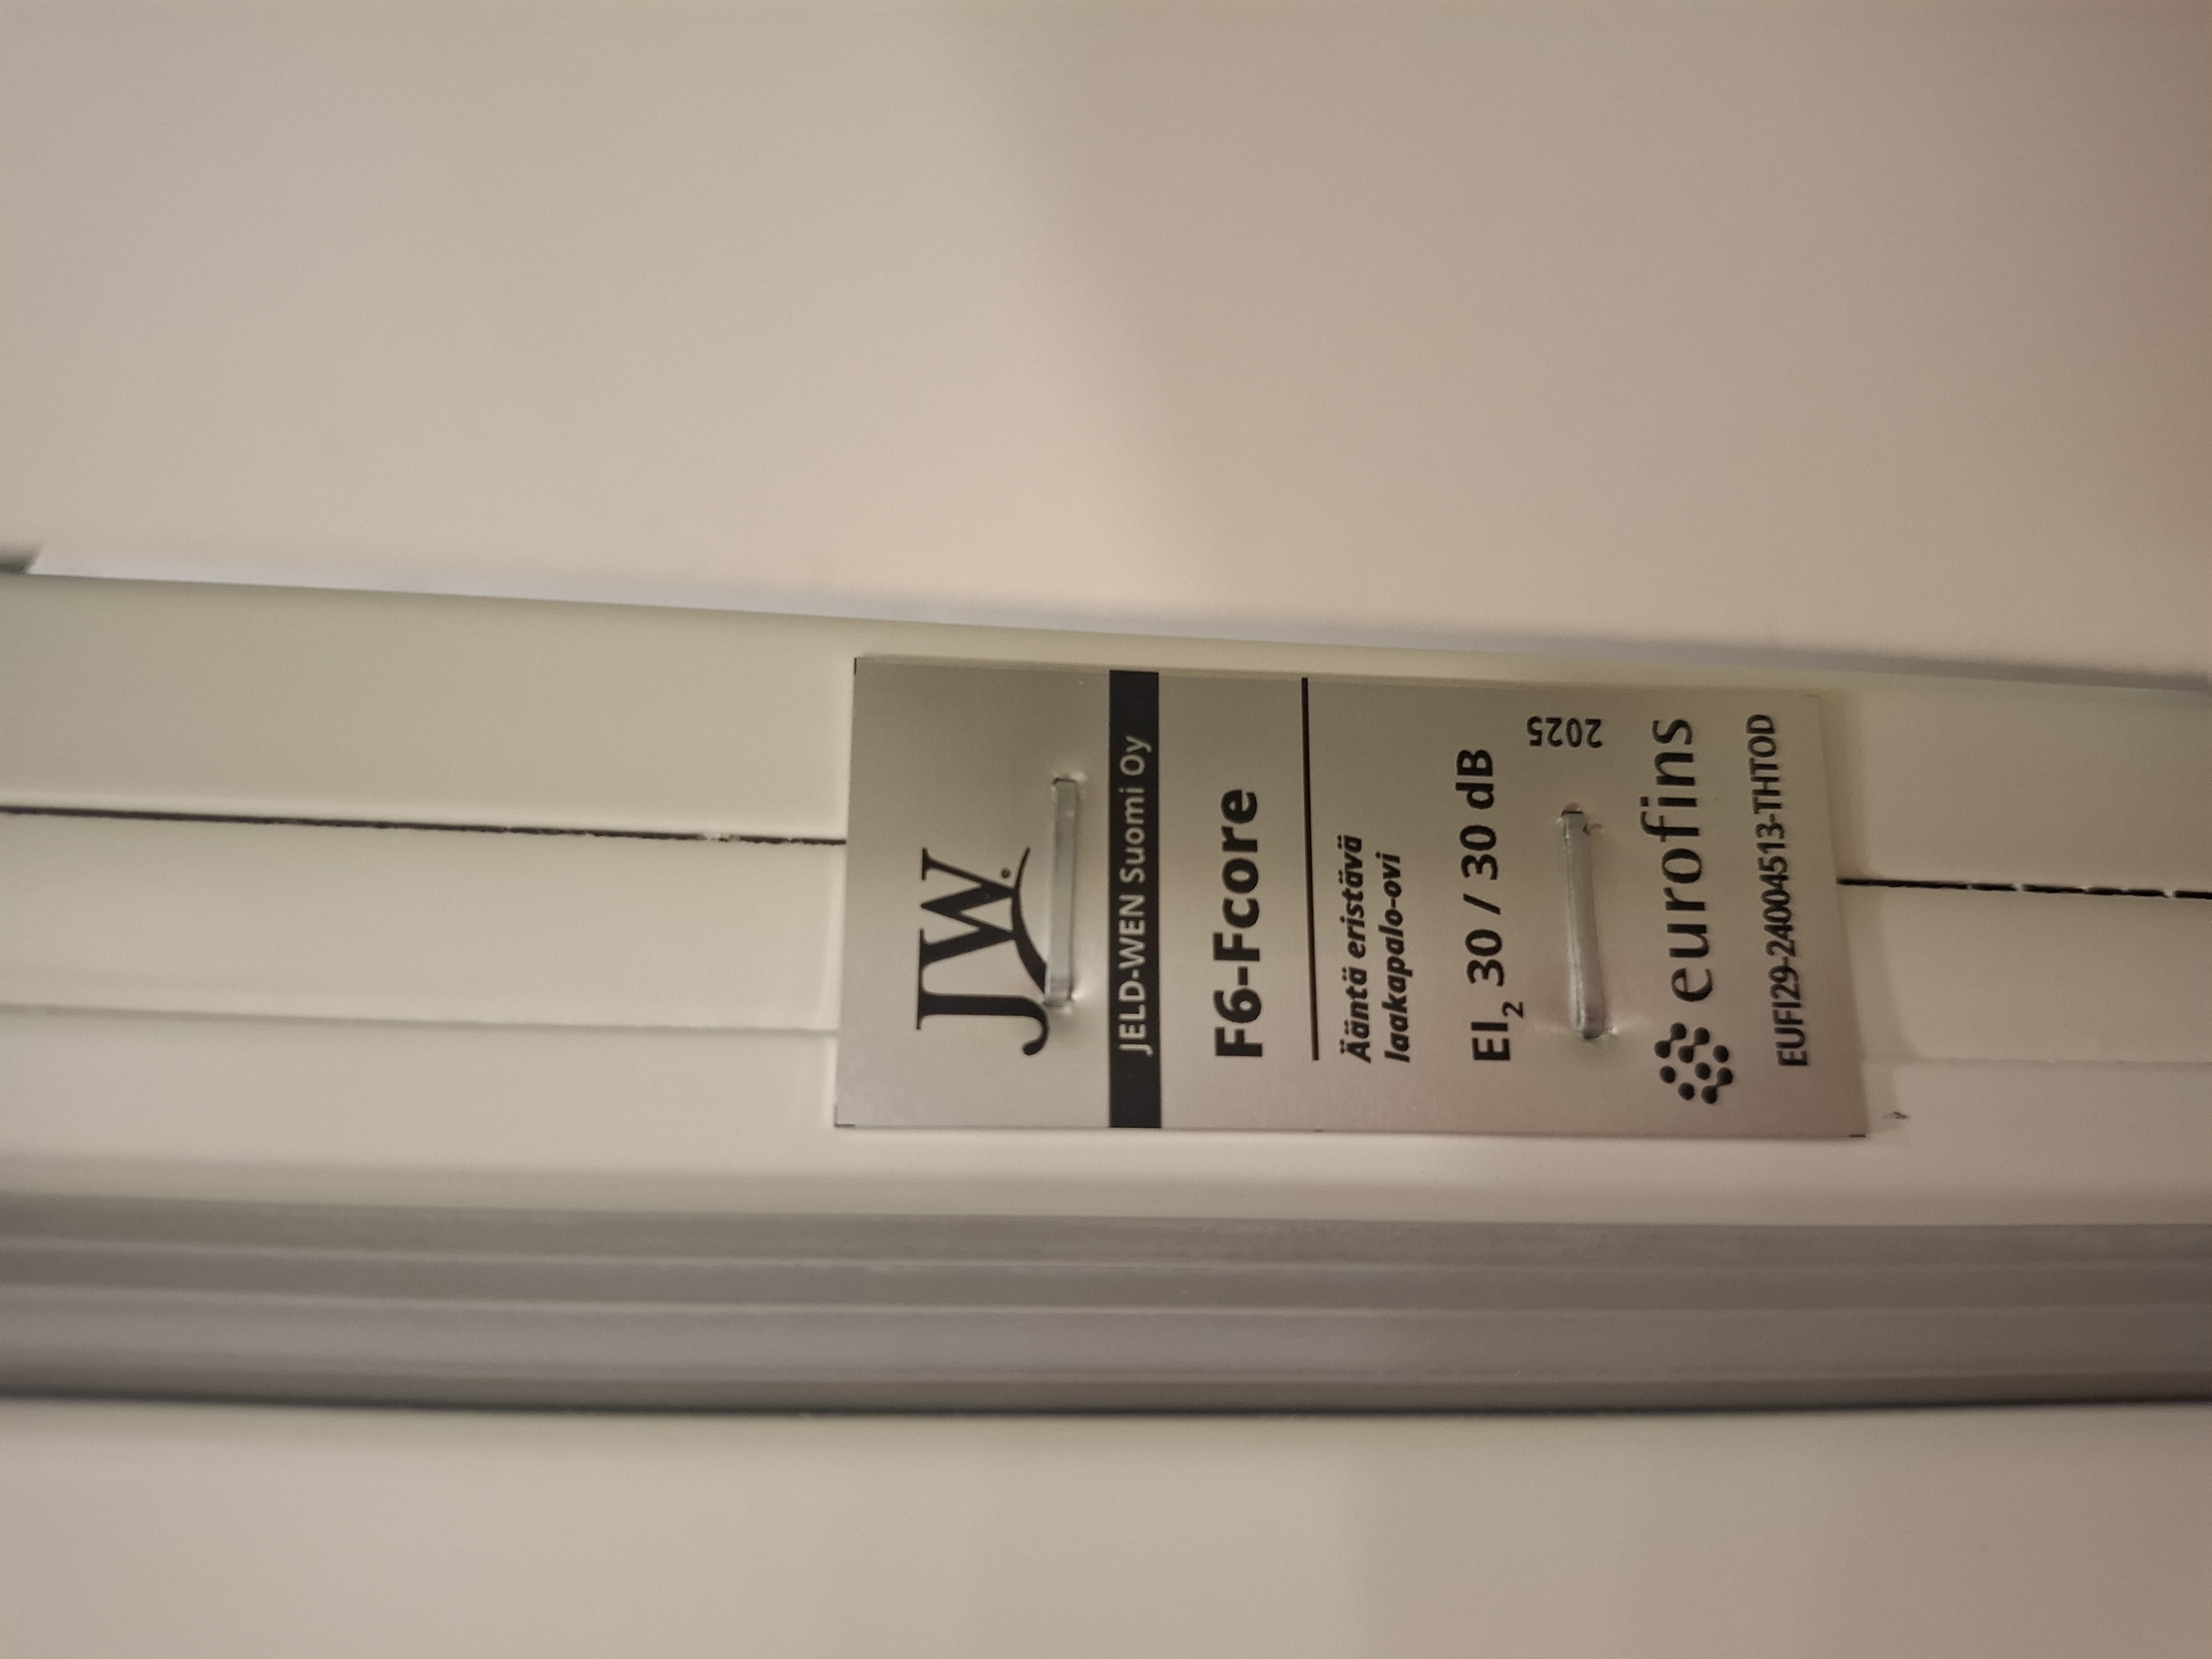 JW®
JELD-WEN Suomi Oy
F6-Fcore
Ääntä eristävä
laakapalo-ovi
EI₂ 30 / 30 dB
2025
eurofins
EUFI29-24004513-THTOD